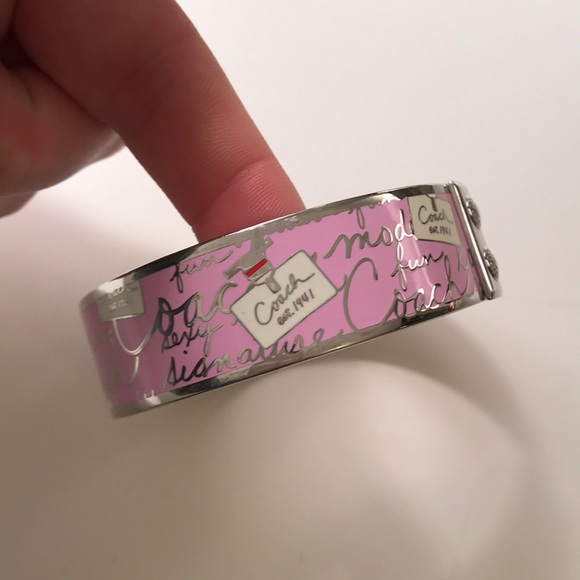 fun
mod
Coach
est. 1941
fun
Coach
est. 1941
Coach
sexy
signature